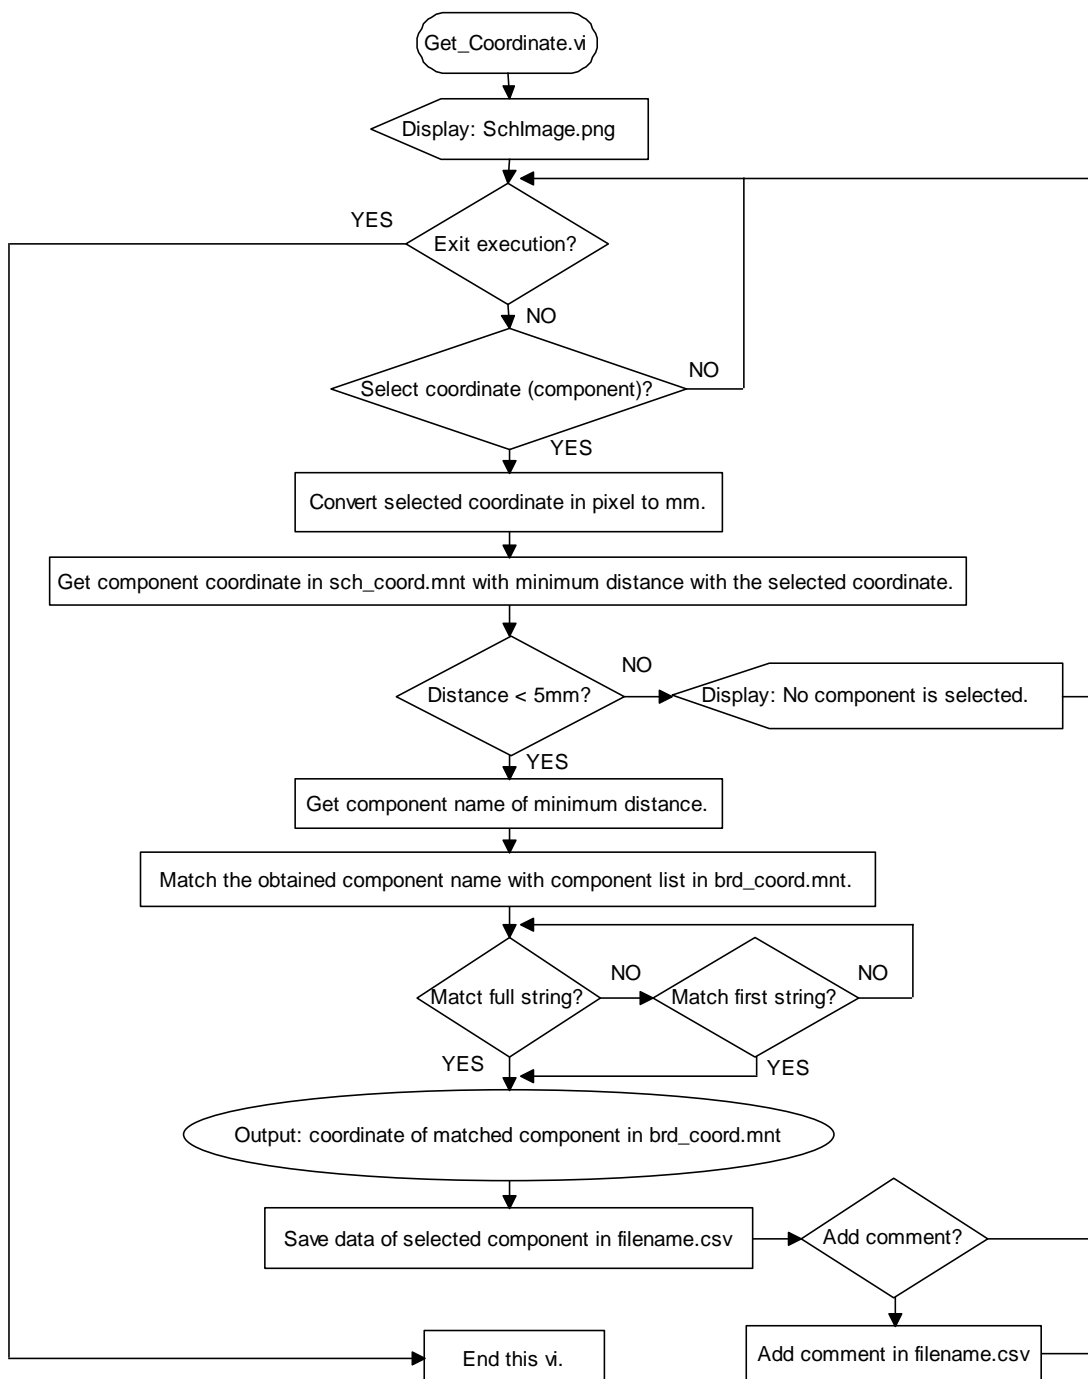 Get_Coordinate.vi
Display: SchImage.png
YES
Exit execution?
NO
Select coordinate (component)?
NO
YES
Convert selected coordinate in pixel to mm.
Get component coordinate in sch_coord.mnt with minimum distance with the selected coordinate.
Distance < 5mm?
NO
Display: No component is selected.
YES
Get component name of minimum distance.
Match the obtained component name with component list in brd_coord.mnt.
Matct full string?
NO
Match first string?
NO
YES
YES
Output: coordinate of matched component in brd_coord.mnt
Save data of selected component in filename.csv
Add comment?
End this vi.
Add comment in filename.csv